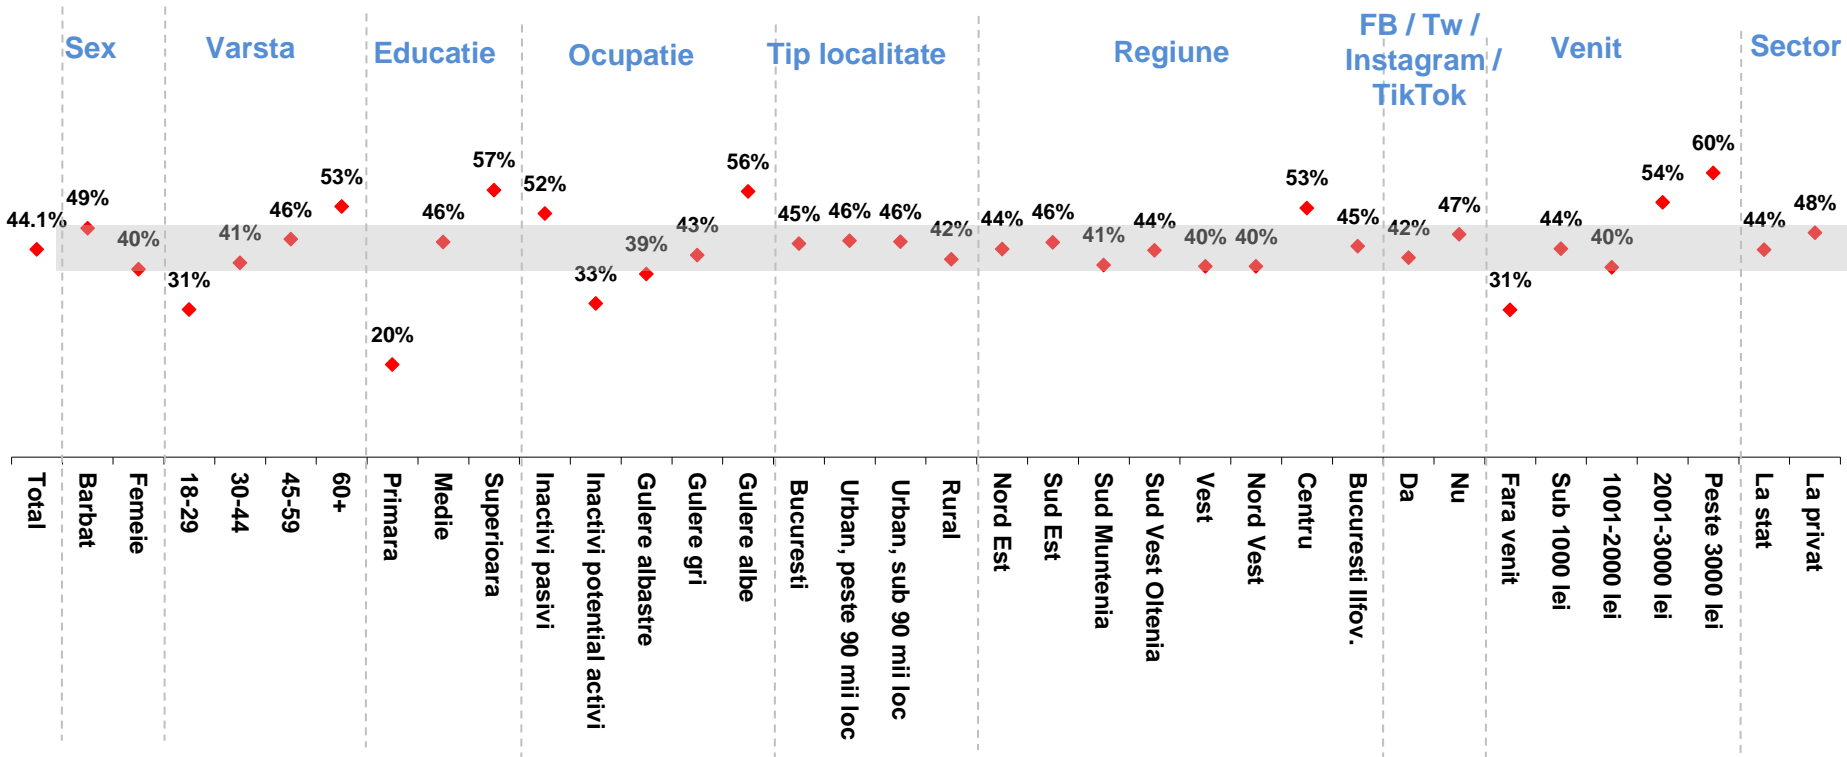 Sex
Varsta
Educatie
Ocupatie
Tip localitate
Regiune
FB / Tw /
Instagram /
TikTok
Venit
Sector
44.1%
49%
40%
31%
41%
46%
53%
20%
46%
57%
52%
33%
39%
43%
56%
45%
46%
46%
42%
44%
46%
41%
44%
40%
40%
53%
45%
42%
47%
31%
44%
40%
54%
60%
44%
48%
Total
Barbat
Femeie
18-29
30-44
45-59
60+
Primara
Medie
Superioara
Inactivi pasivi
Inactivi potential activi
Gulere albastre
Gulere gri
Gulere albe
Bucuresti
Urban, peste 90 mii loc
Urban, sub 90 mii loc
Rural
Nord Est
Sud Est
Sud Muntenia
Sud Vest Oltenia
Vest
Nord Vest
Centru
Bucuresti Ilfov.
Da
Nu
Fara venit
Sub 1000 lei
1001-2000 lei
2001-3000 lei
Peste 3000 lei
La stat
La privat